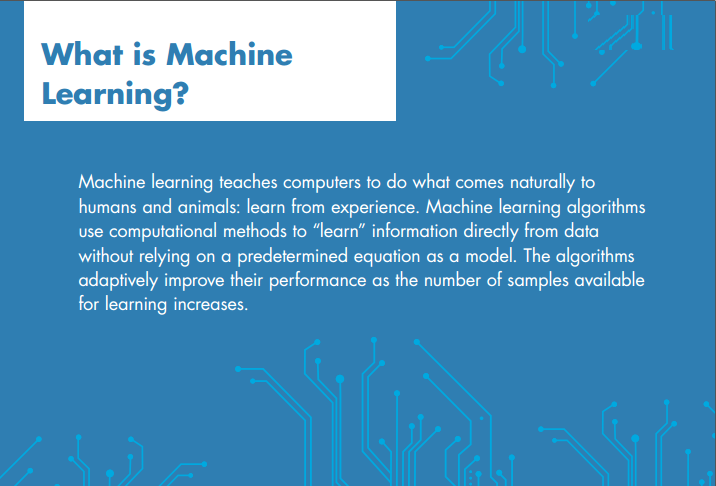 What is Machine
Learning?
Machine learning teaches computers to do what comes naturally to
humans and animals: learn from experience. Machine learning algorithms
use computational methods to “learn” information directly from data
without relying on a predetermined equation as a model. The algorithms
adaptively improve their performance as the number of samples available
for learning increases.